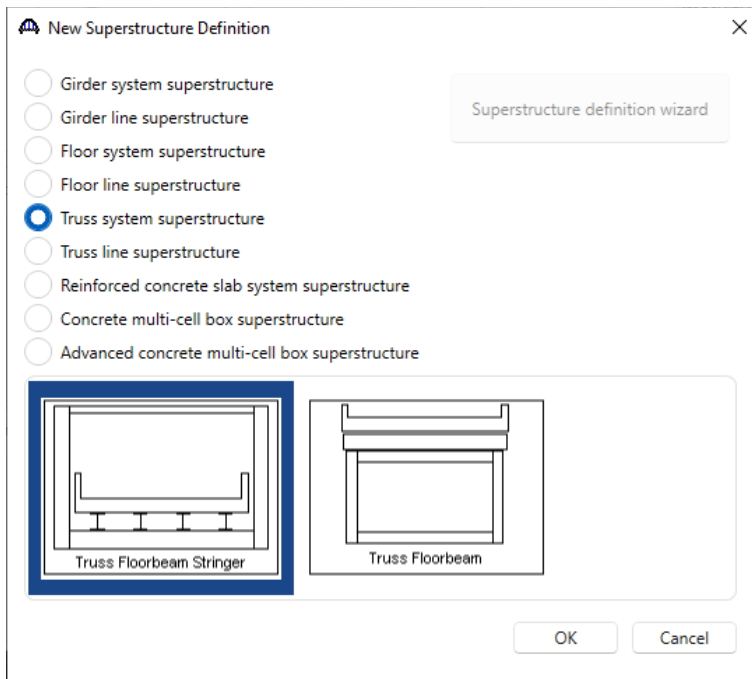 New Superstructure Definition
Girder system superstructure
Superstructure definition wizard
Girder line superstructure
Floor system superstructure
Floor line superstructure
Truss system superstructure
Truss line superstructure
Reinforced concrete slab system superstructure
Concrete multi-cell box superstructure
Advanced concrete multi-cell box superstructure
Truss Floorbeam Stringer
Truss Floorbeam
OK
Cancel